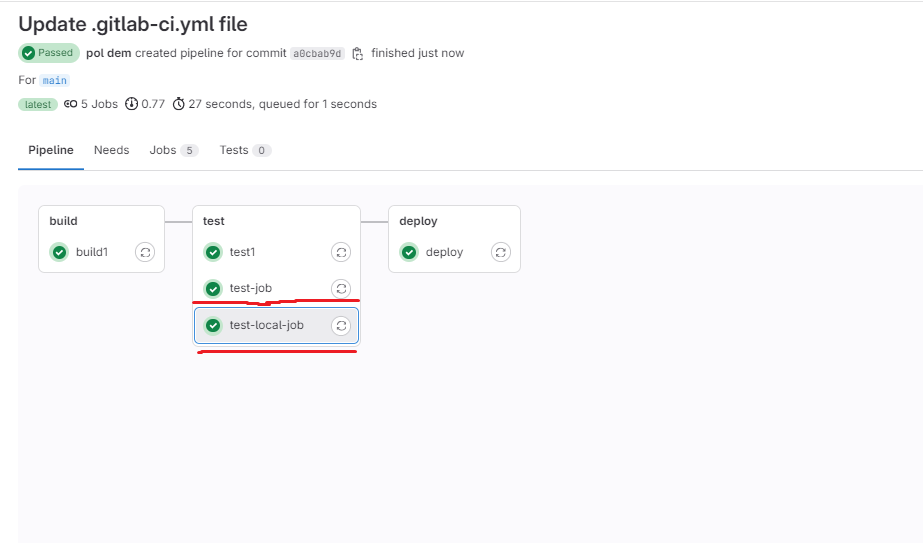 Update .gitlab-ci.yml file
Passed pol dem created pipeline for commit a0cbab9d finished just now
For main
latest 5 Jobs 0.77 27 seconds, queued for 1 seconds
Pipeline Needs Jobs 5 Tests 0
build test deploy
build1 test1 deploy
test-job
test-local-job